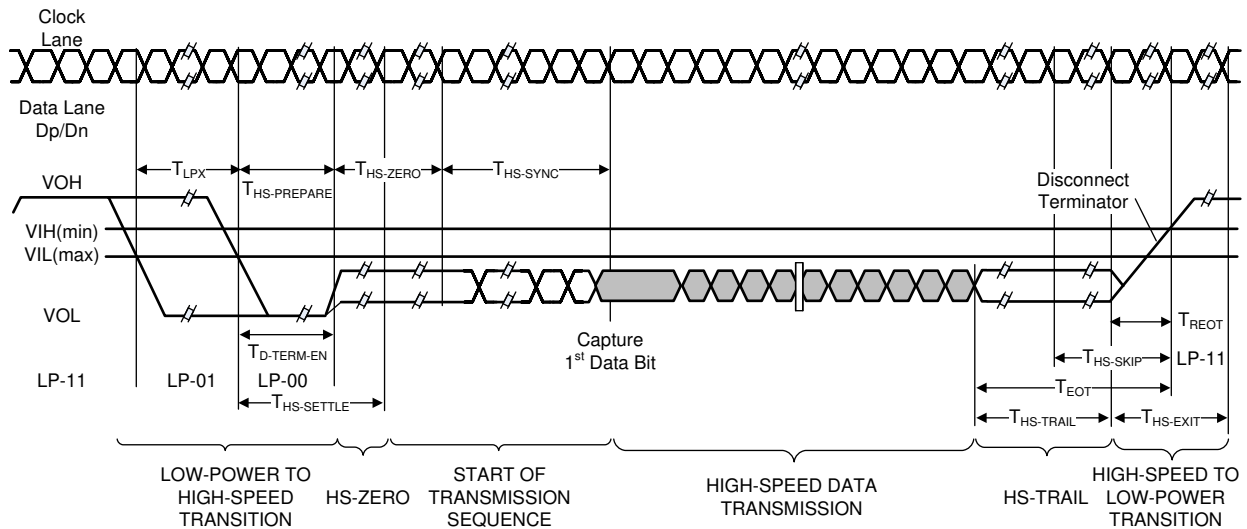 Clock
Lane
Data Lane
Dp/Dn
TLPX
THS-PREPARE
THS-ZERO
THS-SYNC
VOH
Disconnect
Terminator
VIH(min)
VIL(max)
VOL
TD-TERM-EN
Capture
1st Data Bit
TREOT
THS-SKIP
LP-11
LP-11
LP-01
LP-00
TEOT
THS-SETTLE
THS-TRAIL
THS-EXIT
LOW-POWER TO
HIGH-SPEED
TRANSITION
HS-ZERO
START OF
TRANSMISSION
SEQUENCE
HIGH-SPEED DATA
TRANSMISSION
HS-TRAIL
HIGH-SPEED TO
LOW-POWER
TRANSITION